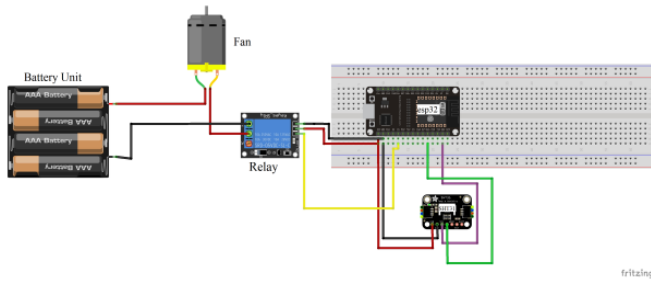 Fan
Battery Unit
AAA Battery
AAA Battery
AAA Battery
AAA Battery
esp32
Relay
fritzing